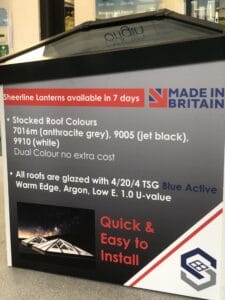 MADE IN
BRITAIN
Sheerline Lanterns available in 7 days
• Stocked Roof Colours
7016m (anthracite grey), 9005 (jet black),
9910 (white)
Dual Colour no extra cost
• All roofs are glazed with 4/20/4 TSG Blue Active
Warm Edge, Argon, Low E. 1.0 U-value
Quick &
Easy to
Install